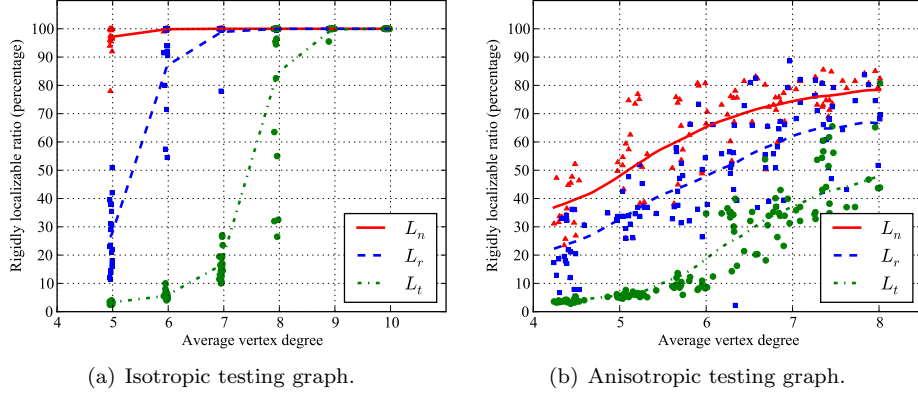 Rigidly localizable ratio (percentage)
100
90
80
70
60
50
40
30
20
10
0
4 5 6 7 8 9 10
Average vertex degree
L_n
L_r
L_t
(a) Isotropic testing graph.
Rigidly localizable ratio (percentage)
100
90
80
70
60
50
40
30
20
10
0
4 5 6 7 8
Average vertex degree
L_n
L_r
L_t
(b) Anisotropic testing graph.